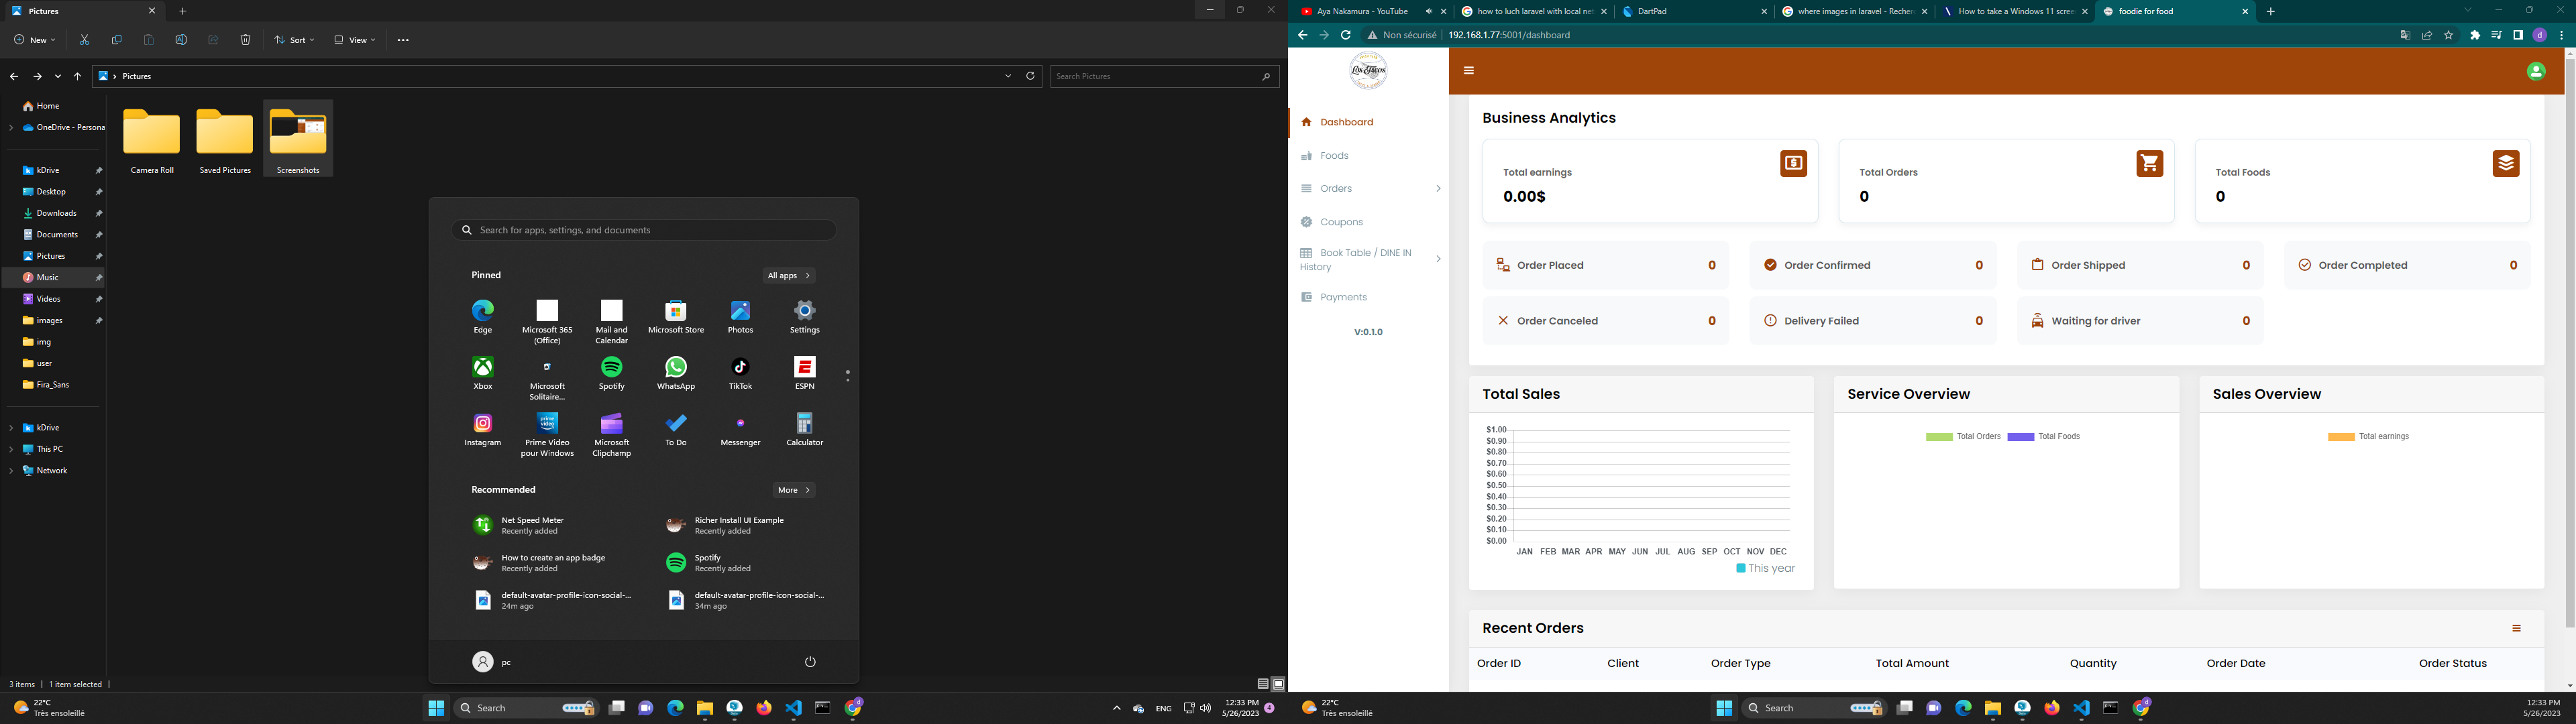 Pictures
New
Sort
View
Pictures
Search Pictures
Home
OneDrive - Persona
kDrive
Desktop
Downloads
Documents
Pictures
Music
Videos
images
img
user
Fira_Sans
kDrive
This PC
Network
Camera Roll
Saved Pictures
Screenshots
Search for apps, settings, and documents
Pinned
All apps
Edge
Microsoft 365
(Office)
Mail and
Calendar
Microsoft Store
Photos
Settings
Xbox
Microsoft
Solitaire...
Spotify
WhatsApp
TikTok
ESPN
Instagram
Prime Video
pour Windows
Microsoft
Clipchamp
To Do
Messenger
Calculator
Recommended
More
Net Speed Meter
Recently added
Richer Install UI Example
Recently added
How to create an app badge
Recently added
Spotify
Recently added
default-avatar-profile-icon-social-...
24m ago
default-avatar-profile-icon-social-...
34m ago
pc
3 items
1 item selected
22°C
Très ensoleillé
Search
ENG
12:33 PM
5/26/2023
4
Aya Nakamura - YouTube
how to luch laravel with local net
DartPad
where images in laravel - Recher
How to take a Windows 11 scree
foodie for food
Non sécurisé
192.168.1.77:5001/dashboard
Los Tacos
Dashboard
Foods
Orders
Coupons
Book Table / DINE IN
History
Payments
V:0.1.0
Business Analytics
Total earnings
0.00$
Total Orders
0
Total Foods
0
Order Placed 0
Order Confirmed 0
Order Shipped 0
Order Completed 0
Order Canceled 0
Delivery Failed 0
Waiting for driver 0
Total Sales
$1.00
$0.90
$0.80
$0.70
$0.60
$0.50
$0.40
$0.30
$0.20
$0.10
$0.00
JAN FEB MAR APR MAY JUN JUL AUG SEP OCT NOV DEC
This year
Service Overview
Total Orders
Total Foods
Sales Overview
Total earnings
Recent Orders
Order ID
Client
Order Type
Total Amount
Quantity
Order Date
Order Status
22°C
Très ensoleillé
Search
12:33 PM
5/26/2023